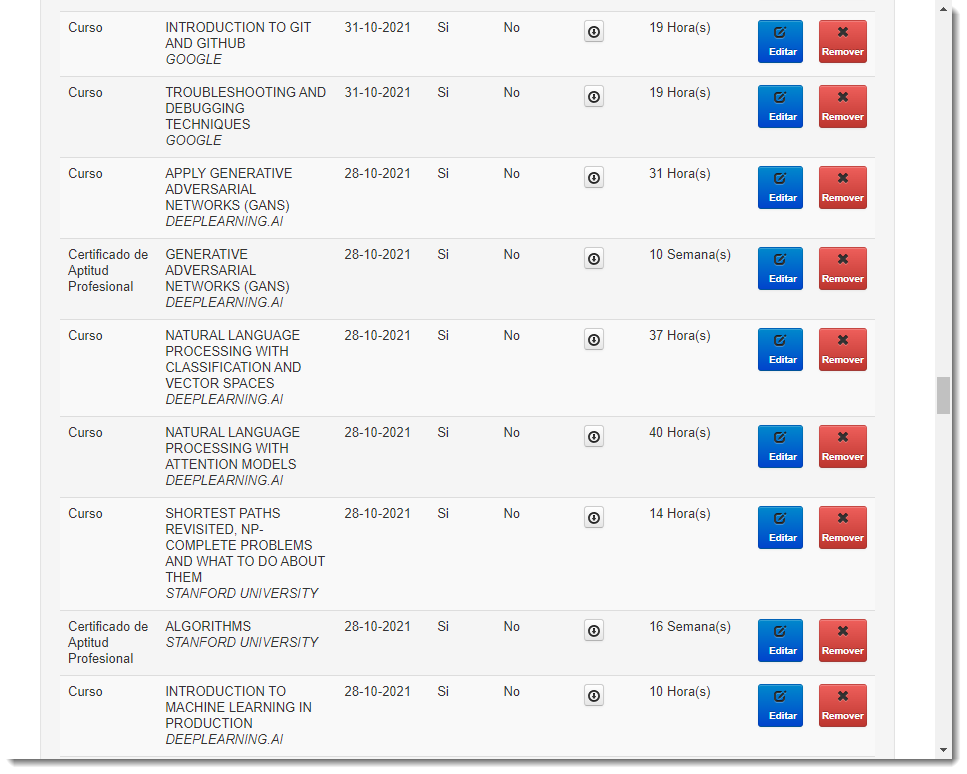 Curso INTRODUCTION TO GIT 31-10-2021 Si No 19 Hora(s)
AND GITHUB
GOOGLE
Editar Remover
Curso TROUBLESHOOTING AND 31-10-2021 Si No 19 Hora(s)
DEBUGGING
TECHNIQUES
GOOGLE
Editar Remover
Curso APPLY GENERATIVE 28-10-2021 Si No 31 Hora(s)
ADVERSARIAL
NETWORKS (GANS)
DEEPLEARNING.AI
Editar Remover
Certificado de GENERATIVE 28-10-2021 Si No 10 Semana(s)
Aptitud ADVERSARIAL
Profesional NETWORKS (GANS)
DEEPLEARNING.AI
Editar Remover
Curso NATURAL LANGUAGE 28-10-2021 Si No 37 Hora(s)
PROCESSING WITH
CLASSIFICATION AND
VECTOR SPACES
DEEPLEARNING.AI
Editar Remover
Curso NATURAL LANGUAGE 28-10-2021 Si No 40 Hora(s)
PROCESSING WITH
ATTENTION MODELS
DEEPLEARNING.AI
Editar Remover
Curso SHORTEST PATHS 28-10-2021 Si No 14 Hora(s)
REVISITED, NP-
COMPLETE PROBLEMS
AND WHAT TO DO ABOUT
THEM
STANFORD UNIVERSITY
Editar Remover
Certificado de ALGORITHMS 28-10-2021 Si No 16 Semana(s)
Aptitud STANFORD UNIVERSITY
Profesional
Editar Remover
Curso INTRODUCTION TO 28-10-2021 Si No 10 Hora(s)
MACHINE LEARNING IN
PRODUCTION
DEEPLEARNING.AI
Editar Remover